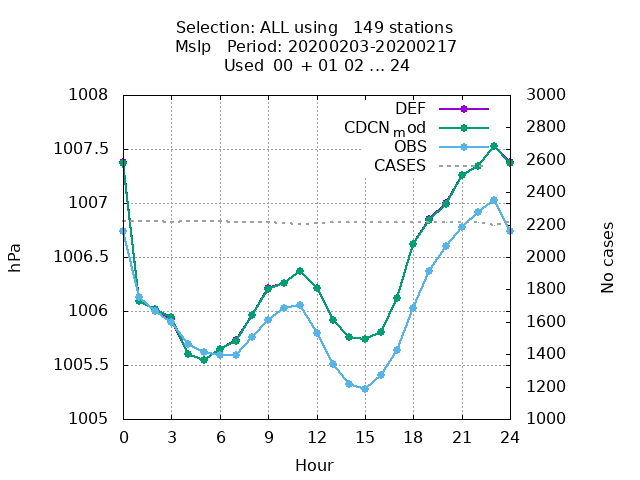 Selection: ALL using   149 stations
Mslp   Period: 20200203-20200217
Used  00 + 01 02 ... 24
1008
1007.5
1007
1006.5
1006
1005.5
1005
hPa
3000
2800
2600
2400
2200
2000
1800
1600
1400
1200
1000
No cases
DEF
CDCN_mod
OBS
CASES
0 3 6 9 12 15 18 21 24
Hour